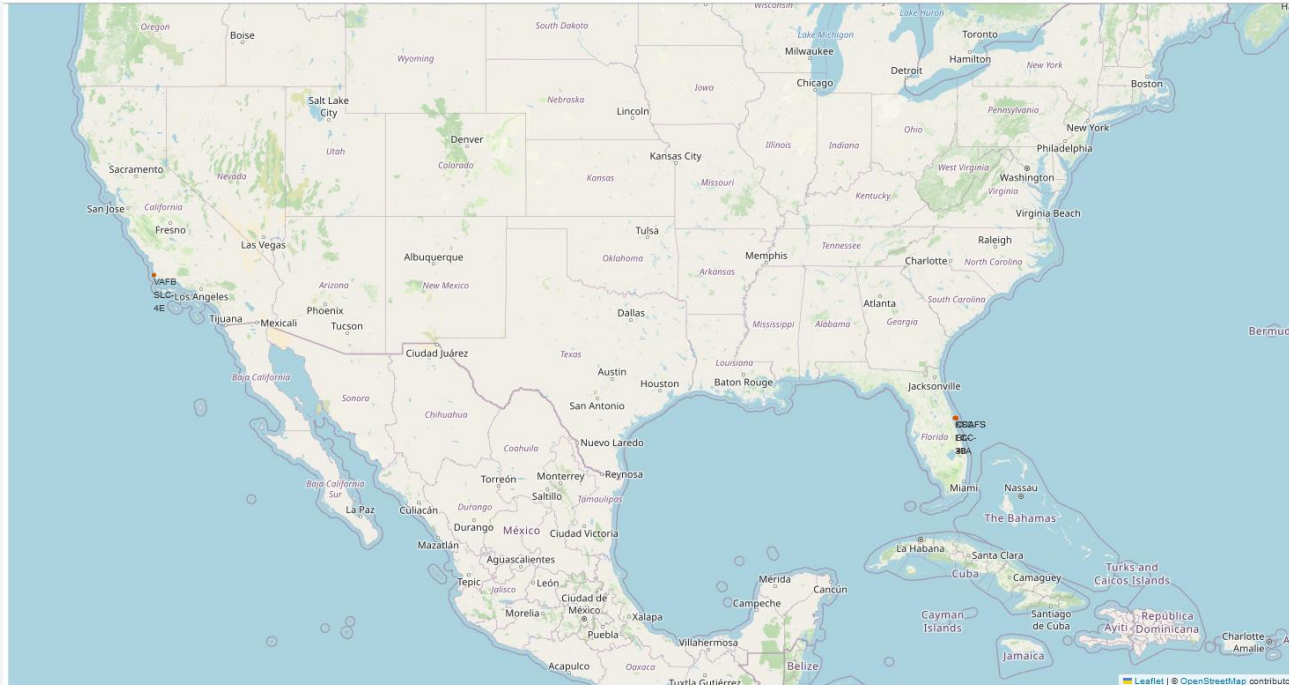 Wisconsin
Lake Huron
Oregon
South Dakota
Toronto
Boise
Lake Michigan
Milwaukee
Hamilton
Wyoming
New York
Detroit
Chicago
Boston
Iowa
Salt Lake
City
Nebraska
Lincoln
Pennsylvania
New York
Ohio
Denver
Utah
Illinois
Indiana
Philadelphia
Kansas City
Colorado
Sacramento
Nevada
West Virginia
Washington
Kansas
Missouri
Virginia
Kentucky
San Jose
California
Virginia Beach
Fresno
Tulsa
Las Vegas
Raleigh
Tennessee
Albuquerque
Memphis
Charlotte
North Carolina
Oklahoma
Arkansas
VAFB
SLC-
4E
Los Angeles
Arizona
New Mexico
South Carolina
Atlanta
Phoenix
Dallas
Tijuana
Mexicali
Tucson
Mississippi
Alabama
Georgia
Ciudad Juárez
Texas
Louisiana
Austin
Baja California
Houston
Baton Rouge
Jacksonville
Sonora
San Antonio
Chihuahua
Florida
Nuevo Laredo
Coahuila
Reynosa
Torreón
Monterrey
Baja California
Sur
Saltillo
Tamaulipas
Miami
Nassau
La Paz
Culiacán
Durango
The Bahamas
Durango
México
Ciudad Victoria
Mazatlán
La Habana
Santa Clara
Aguascalientes
Turks and
Caicos Islands
Cuba
Camagüey
Tepic
León
Mérida
Cancún
Jalisco
Ciudad de
México
Campeche
Morelia
Xalapa
Cayman
Islands
Santiago
de Cuba
República
Dominicana
Ayiti
Puebla
Villahermosa
Charlotte
Amalie
Jamaica
Acapulco
Oaxaca
Belize
Tuxtla Gutiérrez
Leaflet | © OpenStreetMap contributo